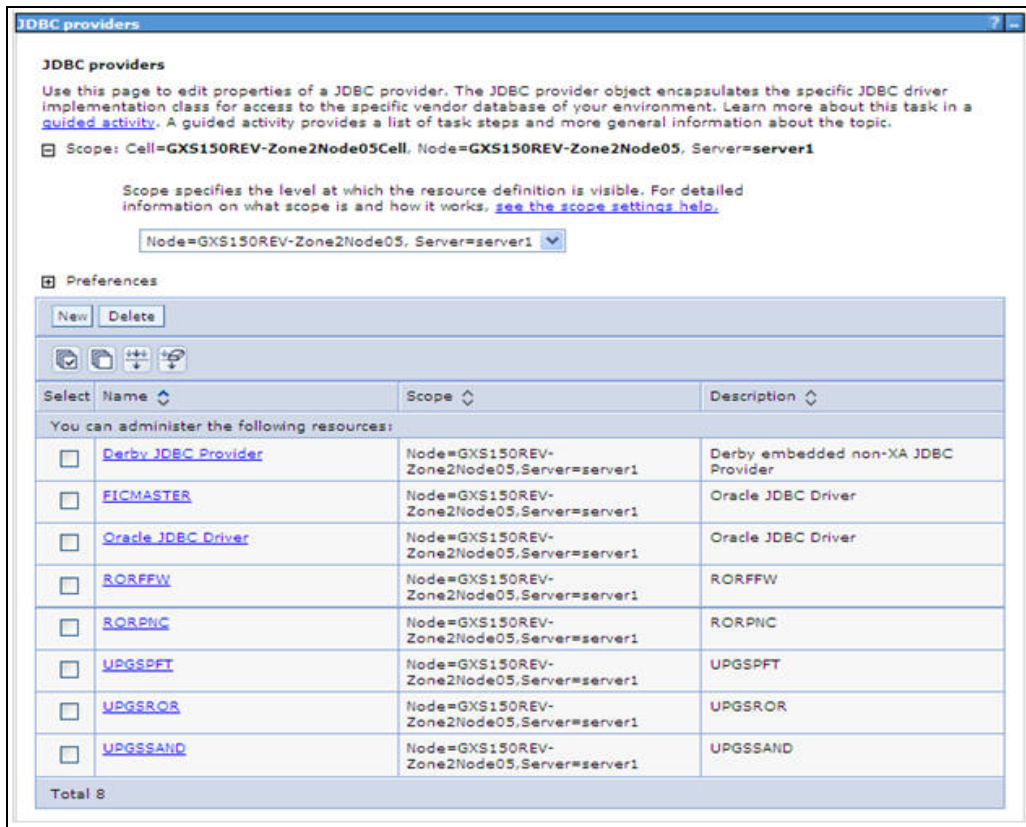 JDBC providers ? -
JDBC providers
Use this page to edit properties of a JDBC provider. The JDBC provider object encapsulates the specific JDBC driver
implementation class for access to the specific vendor database of your environment. Learn more about this task in a
guided activity. A guided activity provides a list of task steps and more general information about the topic.
Scope: Cell=GXS150REV-Zone2Node05Cell, Node=GXS150REV-Zone2Node05, Server=server1
Scope specifies the level at which the resource definition is visible. For detailed
information on what scope is and how it works, see the scope settings help.
Node=GXS150REV-Zone2Node05, Server=server1
Preferences
New Delete
Select Name Scope Description
You can administer the following resources:
Derby JDBC Provider Node=GXS150REV- Derby embedded non-XA JDBC
Zone2Node05,Server=server1 Provider
FICMASTER Node=GXS150REV- Oracle JDBC Driver
Zone2Node05,Server=server1
Oracle JDBC Driver Node=GXS150REV- Oracle JDBC Driver
Zone2Node05,Server=server1
RORFFW Node=GXS150REV- RORFFW
Zone2Node05,Server=server1
RORPNC Node=GXS150REV- RORPNC
Zone2Node05,Server=server1
UPGSPFT Node=GXS150REV- UPGSPFT
Zone2Node05,Server=server1
UPGSROR Node=GXS150REV- UPGSROR
Zone2Node05,Server=server1
UPGSSAND Node=GXS150REV- UPGSSAND
Zone2Node05,Server=server1
Total 8